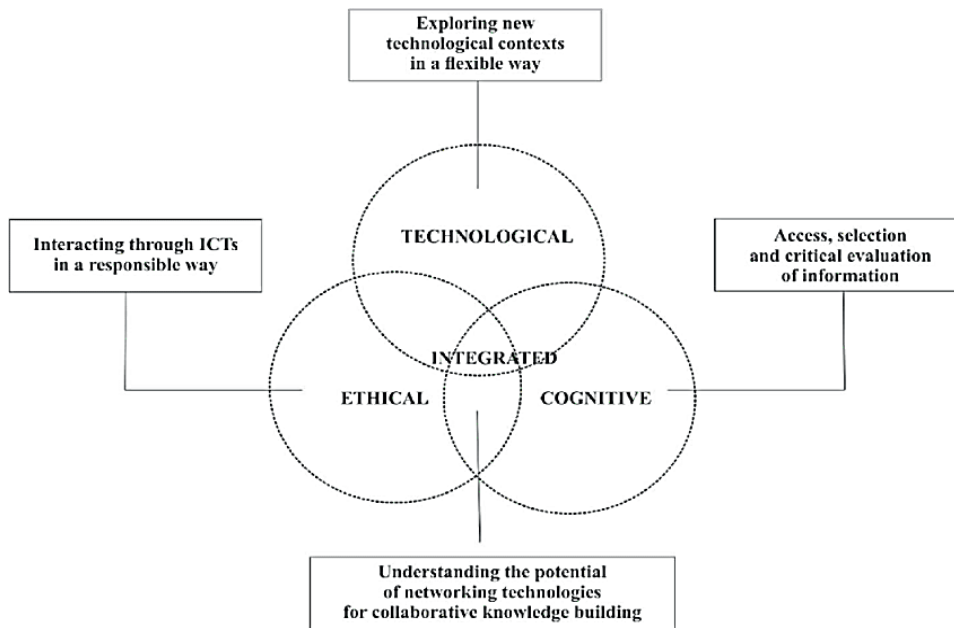 Exploring new
technological contexts
in a flexible way
TECHNOLOGICAL
Interacting through ICTs
in a responsible way
Access, selection
and critical evaluation
of information
INTEGRATED
ETHICAL
COGNITIVE
Understanding the potential
of networking technologies
for collaborative knowledge building